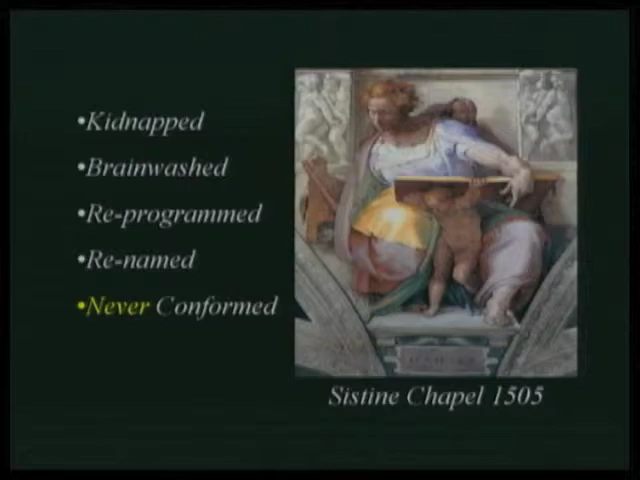 •Kidnapped
•Brainwashed
•Re-programmed
•Re-named
•Never Conformed
Sistine Chapel 1505